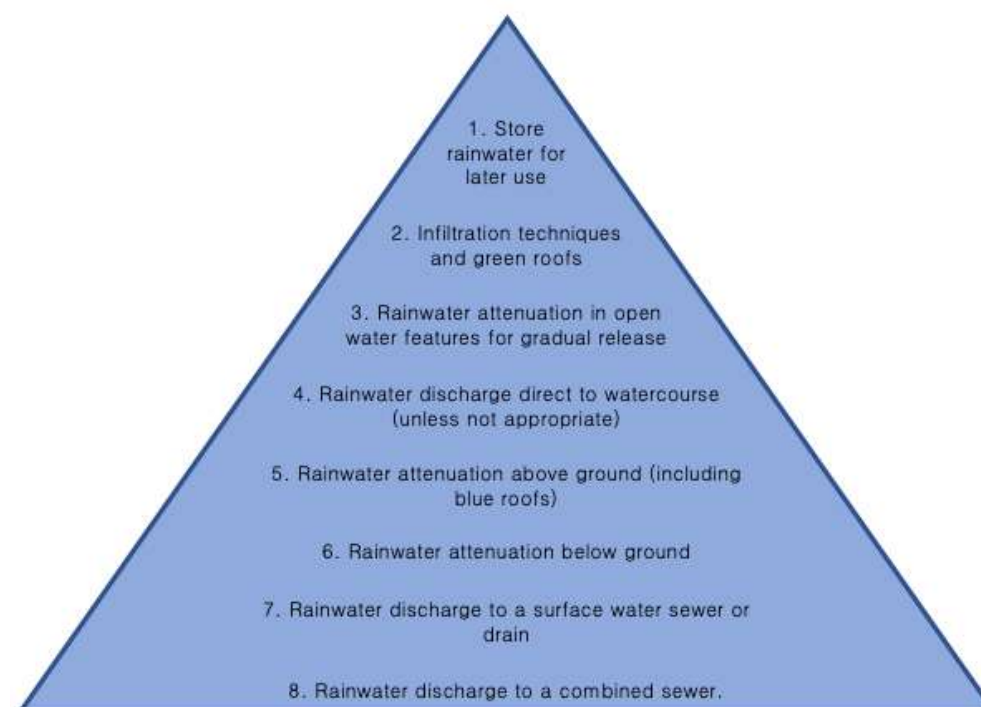 1. Store
rainwater for
later use
2. Infiltration techniques
and green roofs
3. Rainwater attenuation in open
water features for gradual release
4. Rainwater discharge direct to watercourse
(unless not appropriate)
5. Rainwater attenuation above ground (including
blue roofs)
6. Rainwater attenuation below ground
7. Rainwater discharge to a surface water sewer or
drain
8. Rainwater discharge to a combined sewer.